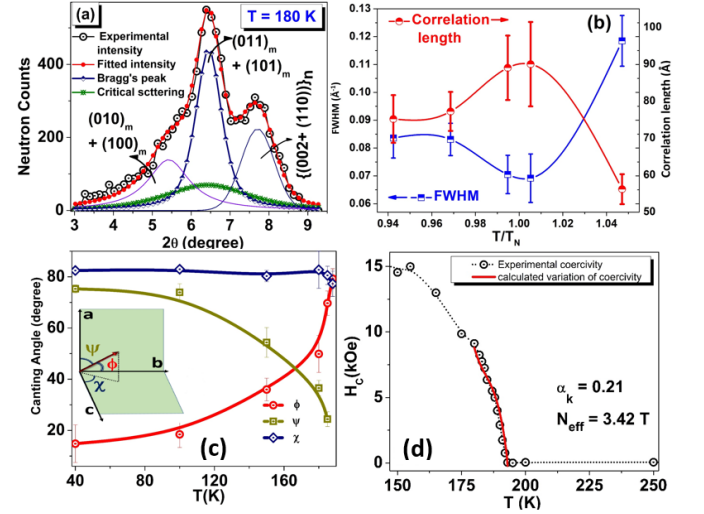 (a)
T = 180 K
Experimental
intensity
Fitted intensity
Bragg's peak
Critical scttering
(011)m
+ (101)m
(010)m
+ (100)m
{(002+ (110))}n
Neutron Counts
400
200
0
3 4 5 6 7 8 9
2θ (degree)
(b)
Correlation
length
FWHM
FWHM (Å⁻¹)
0.13
0.12
0.11
0.10
0.09
0.08
0.07
0.06
Correlation length (Å)
100
90
80
70
60
50
0.94 0.96 0.98 1.00 1.02 1.04
T/TN
Canting Angle (degree)
80
60
40
20
a
ψ
ϕ
b
χ
c
(c)
ϕ
ψ
χ
40 80 120 160
T(K)
Experimental coercivity
calculated variation of coercivity
HC(kOe)
15
10
5
0
αk = 0.21
Neff = 3.42 T
(d)
150 175 200 225 250
T (K)